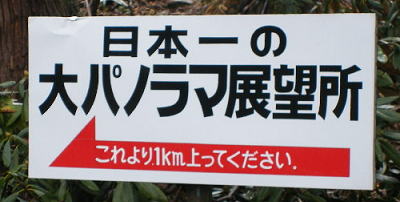 日本一の
大パノラマ展望所
これより1km上ってください.